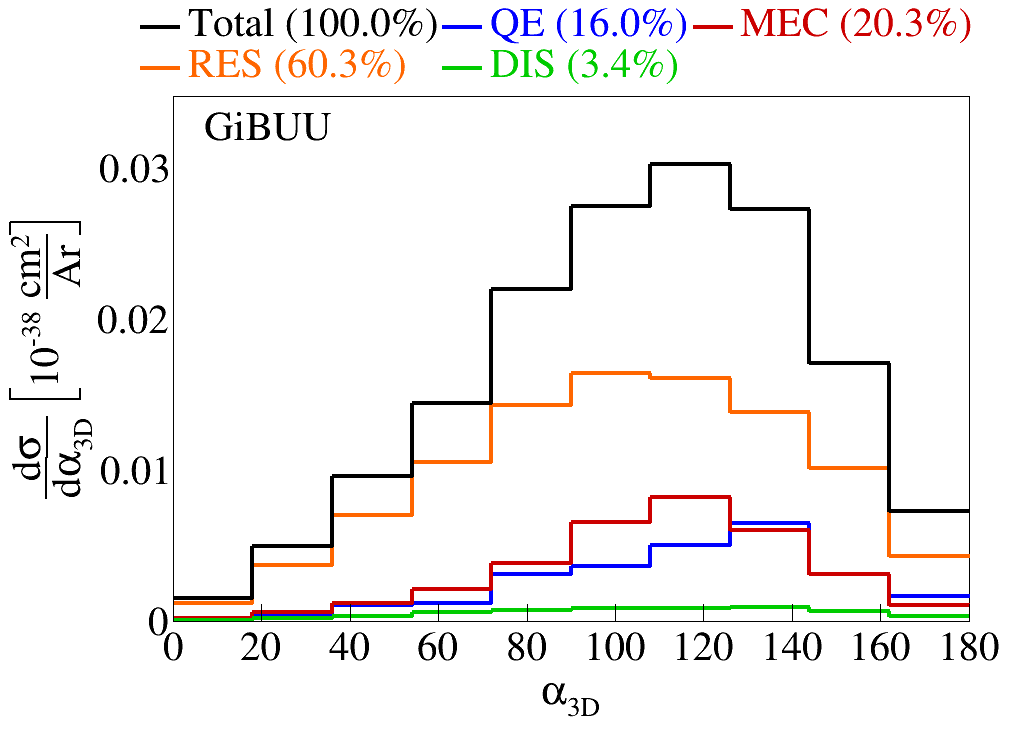 Total (100.0%) QE (16.0%) MEC (20.3%)
RES (60.3%) DIS (3.4%)
GiBUU
0.03
0.02
0.01
0
0 20 40 60 80 100 120 140 160 180
α3D
dσ/dα3D [10^-38 cm^2/Ar]